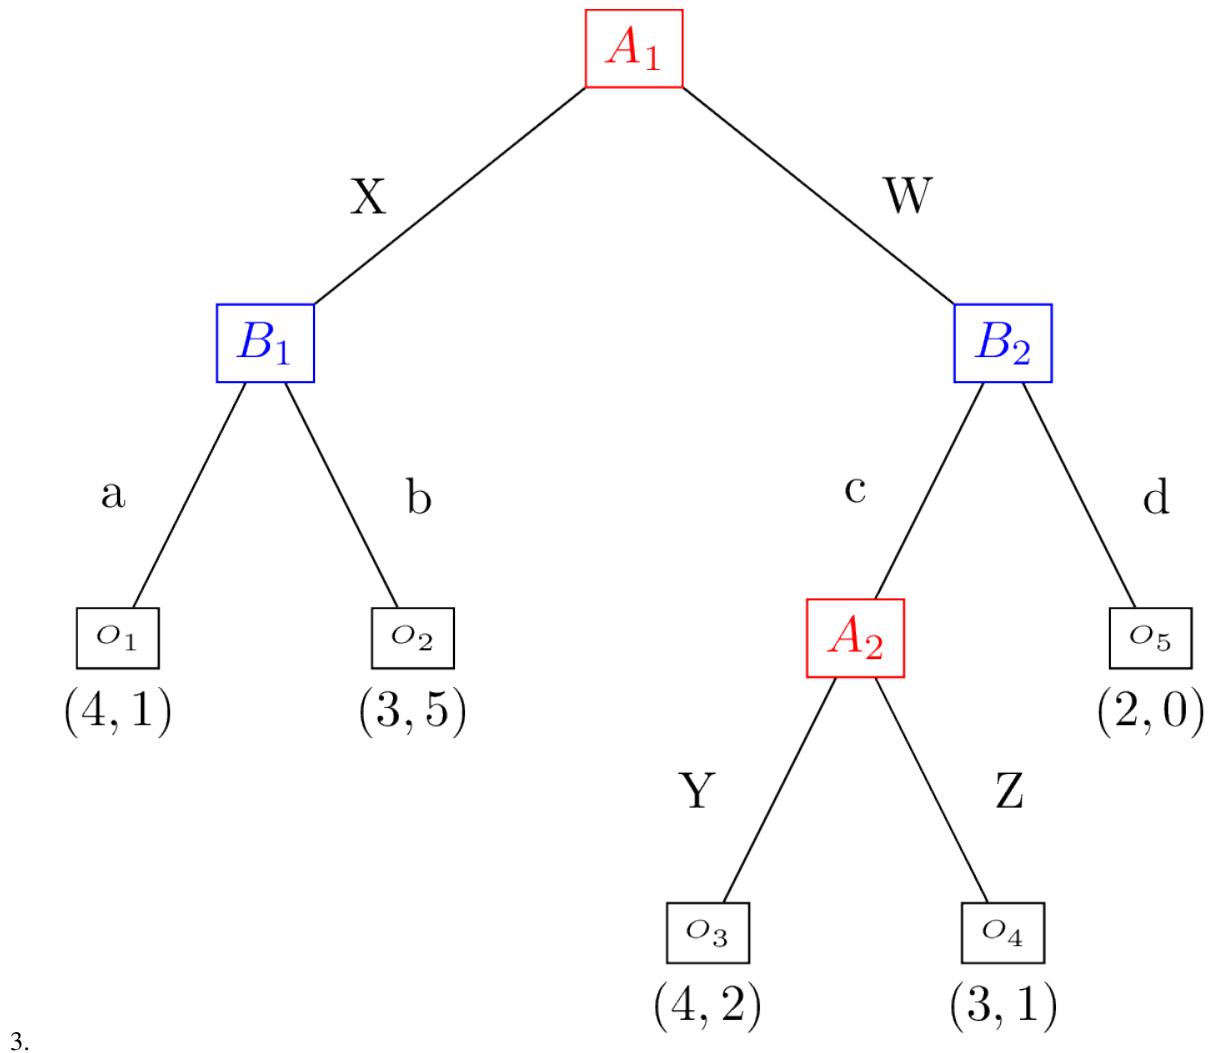 A₁
X W
B₁ B₂
a b c d
o₁ o₂ A₂ o₅
(4, 1) (3, 5) (2, 0)
Y Z
o₃ o₄
(4, 2) (3, 1)
3.